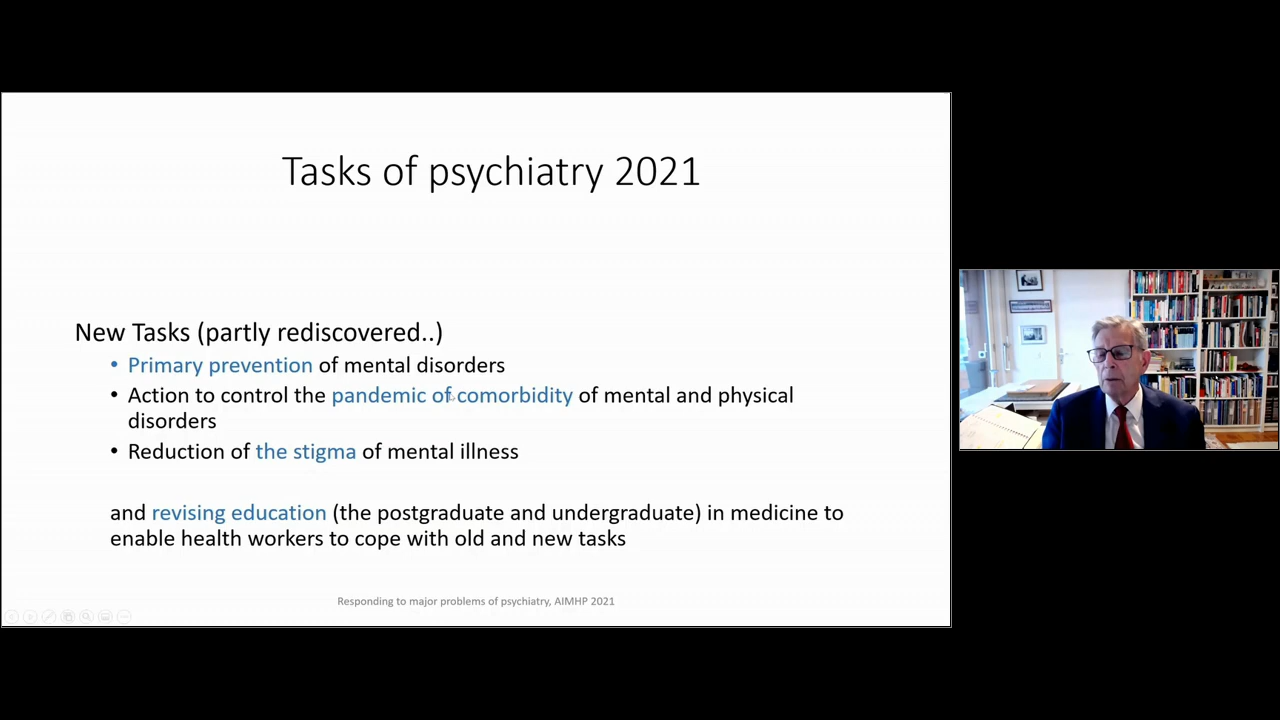 Tasks of psychiatry 2021
New Tasks (partly rediscovered..)
• Primary prevention of mental disorders
• Action to control the pandemic of comorbidity of mental and physical
disorders
• Reduction of the stigma of mental illness
and revising education (the postgraduate and undergraduate) in medicine to
enable health workers to cope with old and new tasks
Responding to major problems of psychiatry, AIMHP 2021